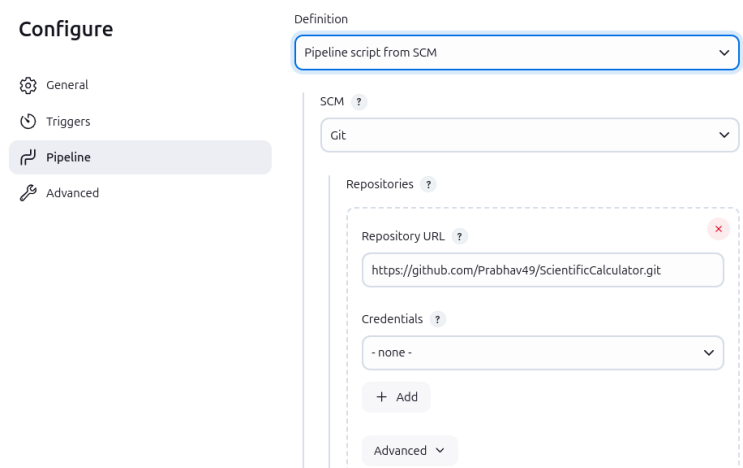 Configure
General
Triggers
Pipeline
Advanced
Definition
Pipeline script from SCM
SCM ?
Git
Repositories ?
Repository URL ?
https://github.com/Prabhav49/ScientificCalculator.git
Credentials ?
- none -
+ Add
Advanced